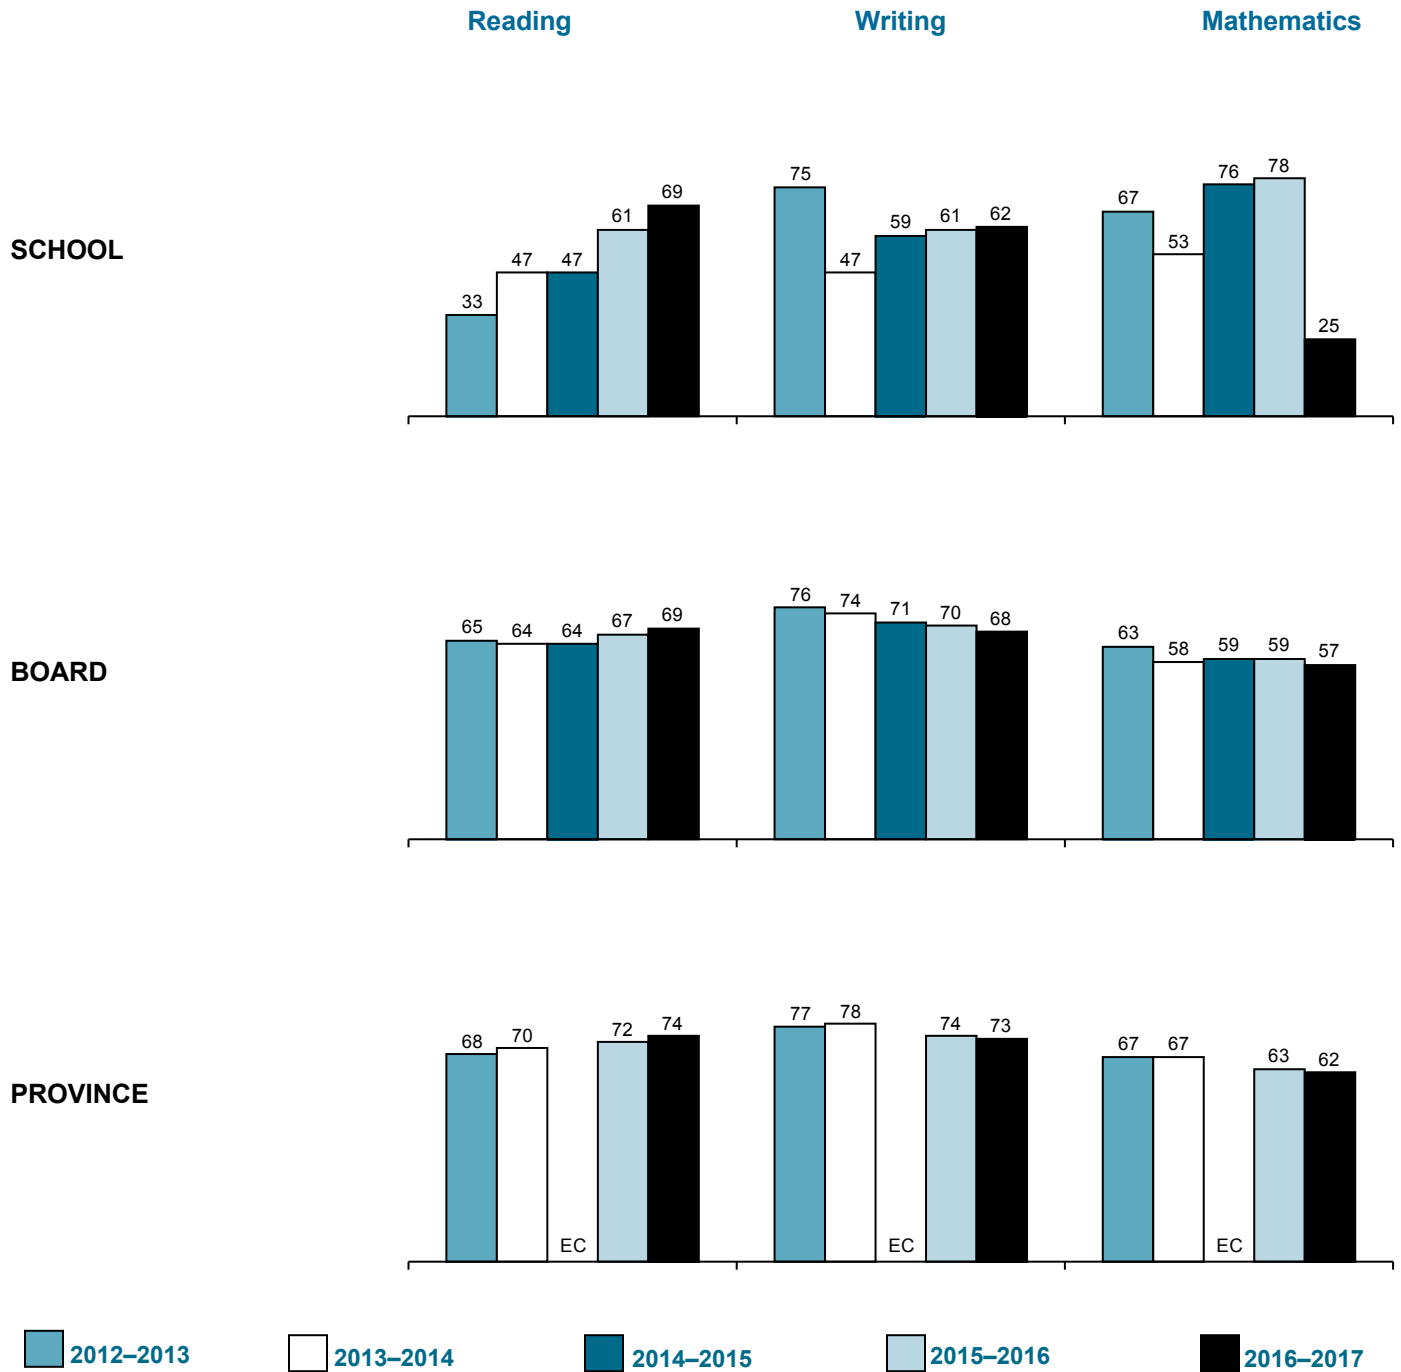 Reading Writing Mathematics
SCHOOL
33 47 47 61 69 75 47 59 61 62 67 53 76 78 25
BOARD
65 64 64 67 69 76 74 71 70 68 63 58 59 59 57
PROVINCE
68 70 EC 72 74 77 78 EC 74 73 67 67 EC 63 62
2012–2013 2013–2014 2014–2015 2015–2016 2016–2017